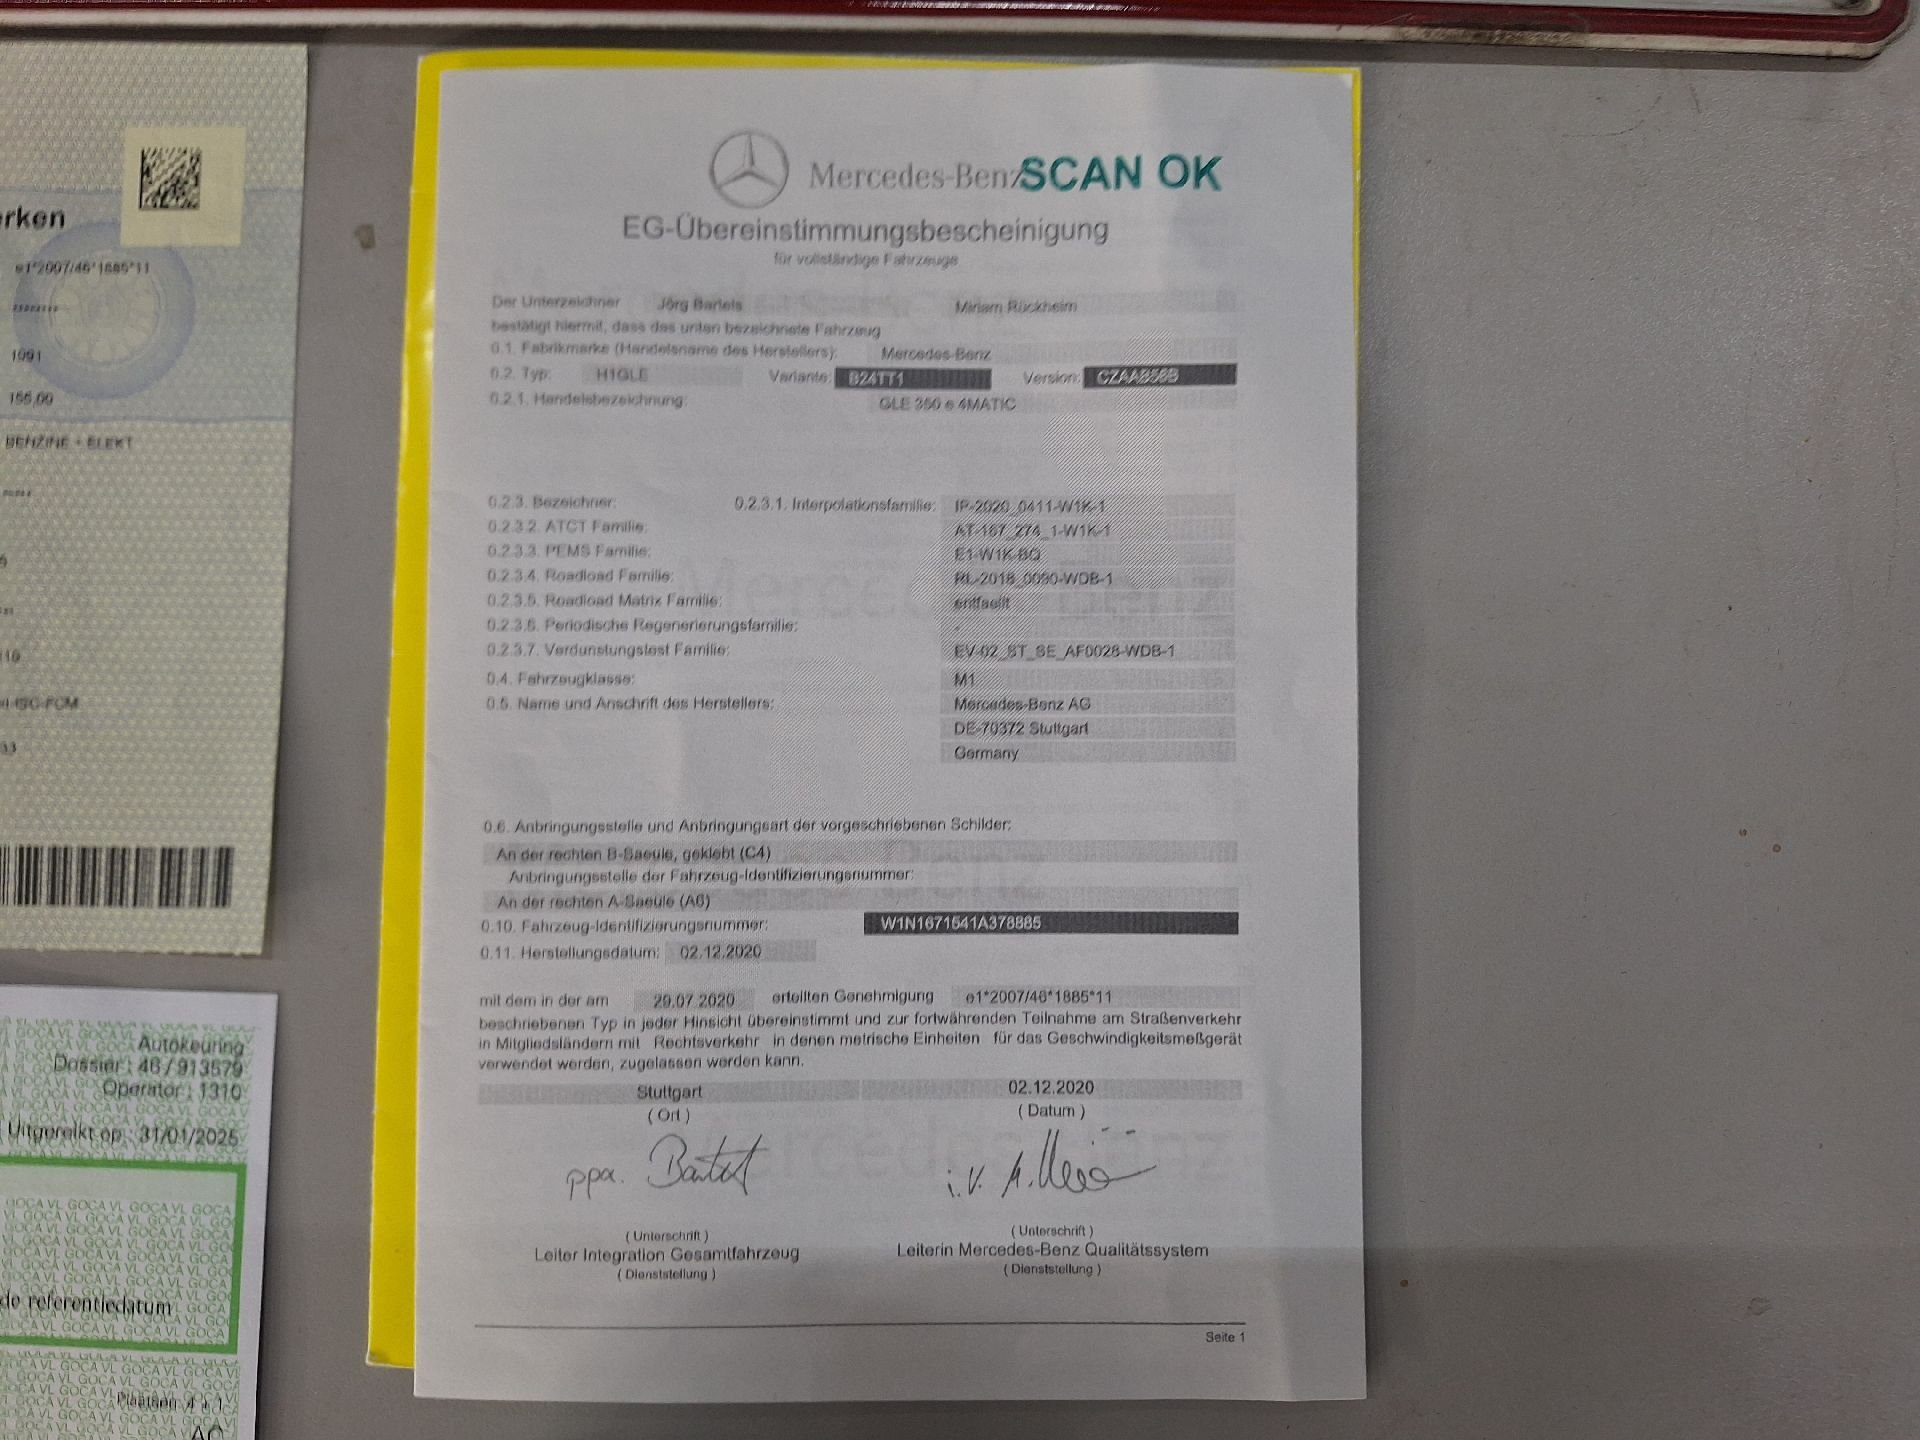 erken
e1*2007/46*1885*11
********
1991
155,00
BENZINE + ELEKT
Autokeuring
Dossier : 46 / 913579
Operator : 1310
Uitgereikt op : 31/01/2025
GOCA VL GOCA VL GOCA VL GOCA
de referentiedatum
Plaatsen: 4 + 1
Mercedes-Benz SCAN OK
EG-Übereinstimmungsbescheinigung
für vollständige Fahrzeuge
Der Unterzeichner Jörg Bartels Miriam Rückheim
bestätigt hiermit, dass das unten bezeichnete Fahrzeug
0.1. Fabrikmarke (Handelsname des Herstellers): Mercedes-Benz
0.2. Typ: H1GLE Variante: B24TT1 Version: CZAAB58B
0.2.1. Handelsbezeichnung: GLE 350 e 4MATIC
0.2.3. Bezeichner: 0.2.3.1. Interpolationsfamilie: IP-2020_0411-W1K-1
0.2.3.2. ATCT Familie: AT-167_274_1-W1K-1
0.2.3.3. PEMS Familie: E1-W1K-BQ
0.2.3.4. Roadload Familie: RL-2018_0090-WDB-1
0.2.3.5. Roadload Matrix Familie: entfaellt
0.2.3.6. Periodische Regenerierungsfamilie: -
0.2.3.7. Verdunstungstest Familie: EV-02_ST_SE_AF0028-WDB-1
0.4. Fahrzeugklasse: M1
0.5. Name und Anschrift des Herstellers: Mercedes-Benz AG
DE-70372 Stuttgart
Germany
0.6. Anbringungsstelle und Anbringungsart der vorgeschriebenen Schilder:
An der rechten B-Saeule, geklebt (C4)
Anbringungsstelle der Fahrzeug-Identifizierungsnummer:
An der rechten A-Saeule (A6)
0.10. Fahrzeug-Identifizierungsnummer: W1N1671541A378885
0.11. Herstellungsdatum: 02.12.2020
mit dem in der am 29.07.2020 erteilten Genehmigung e1*2007/46*1885*11
beschriebenen Typ in jeder Hinsicht übereinstimmt und zur fortwährenden Teilnahme am Straßenverkehr
in Mitgliedsländern mit Rechtsverkehr in denen metrische Einheiten für das Geschwindigkeitsmeßgerät
verwendet werden, zugelassen werden kann.
Stuttgart 02.12.2020
( Ort ) ( Datum )
ppa. i.V.
( Unterschrift ) ( Unterschrift )
Leiter Integration Gesamtfahrzeug Leiterin Mercedes-Benz Qualitätssystem
( Dienststellung ) ( Dienststellung )
Seite 1